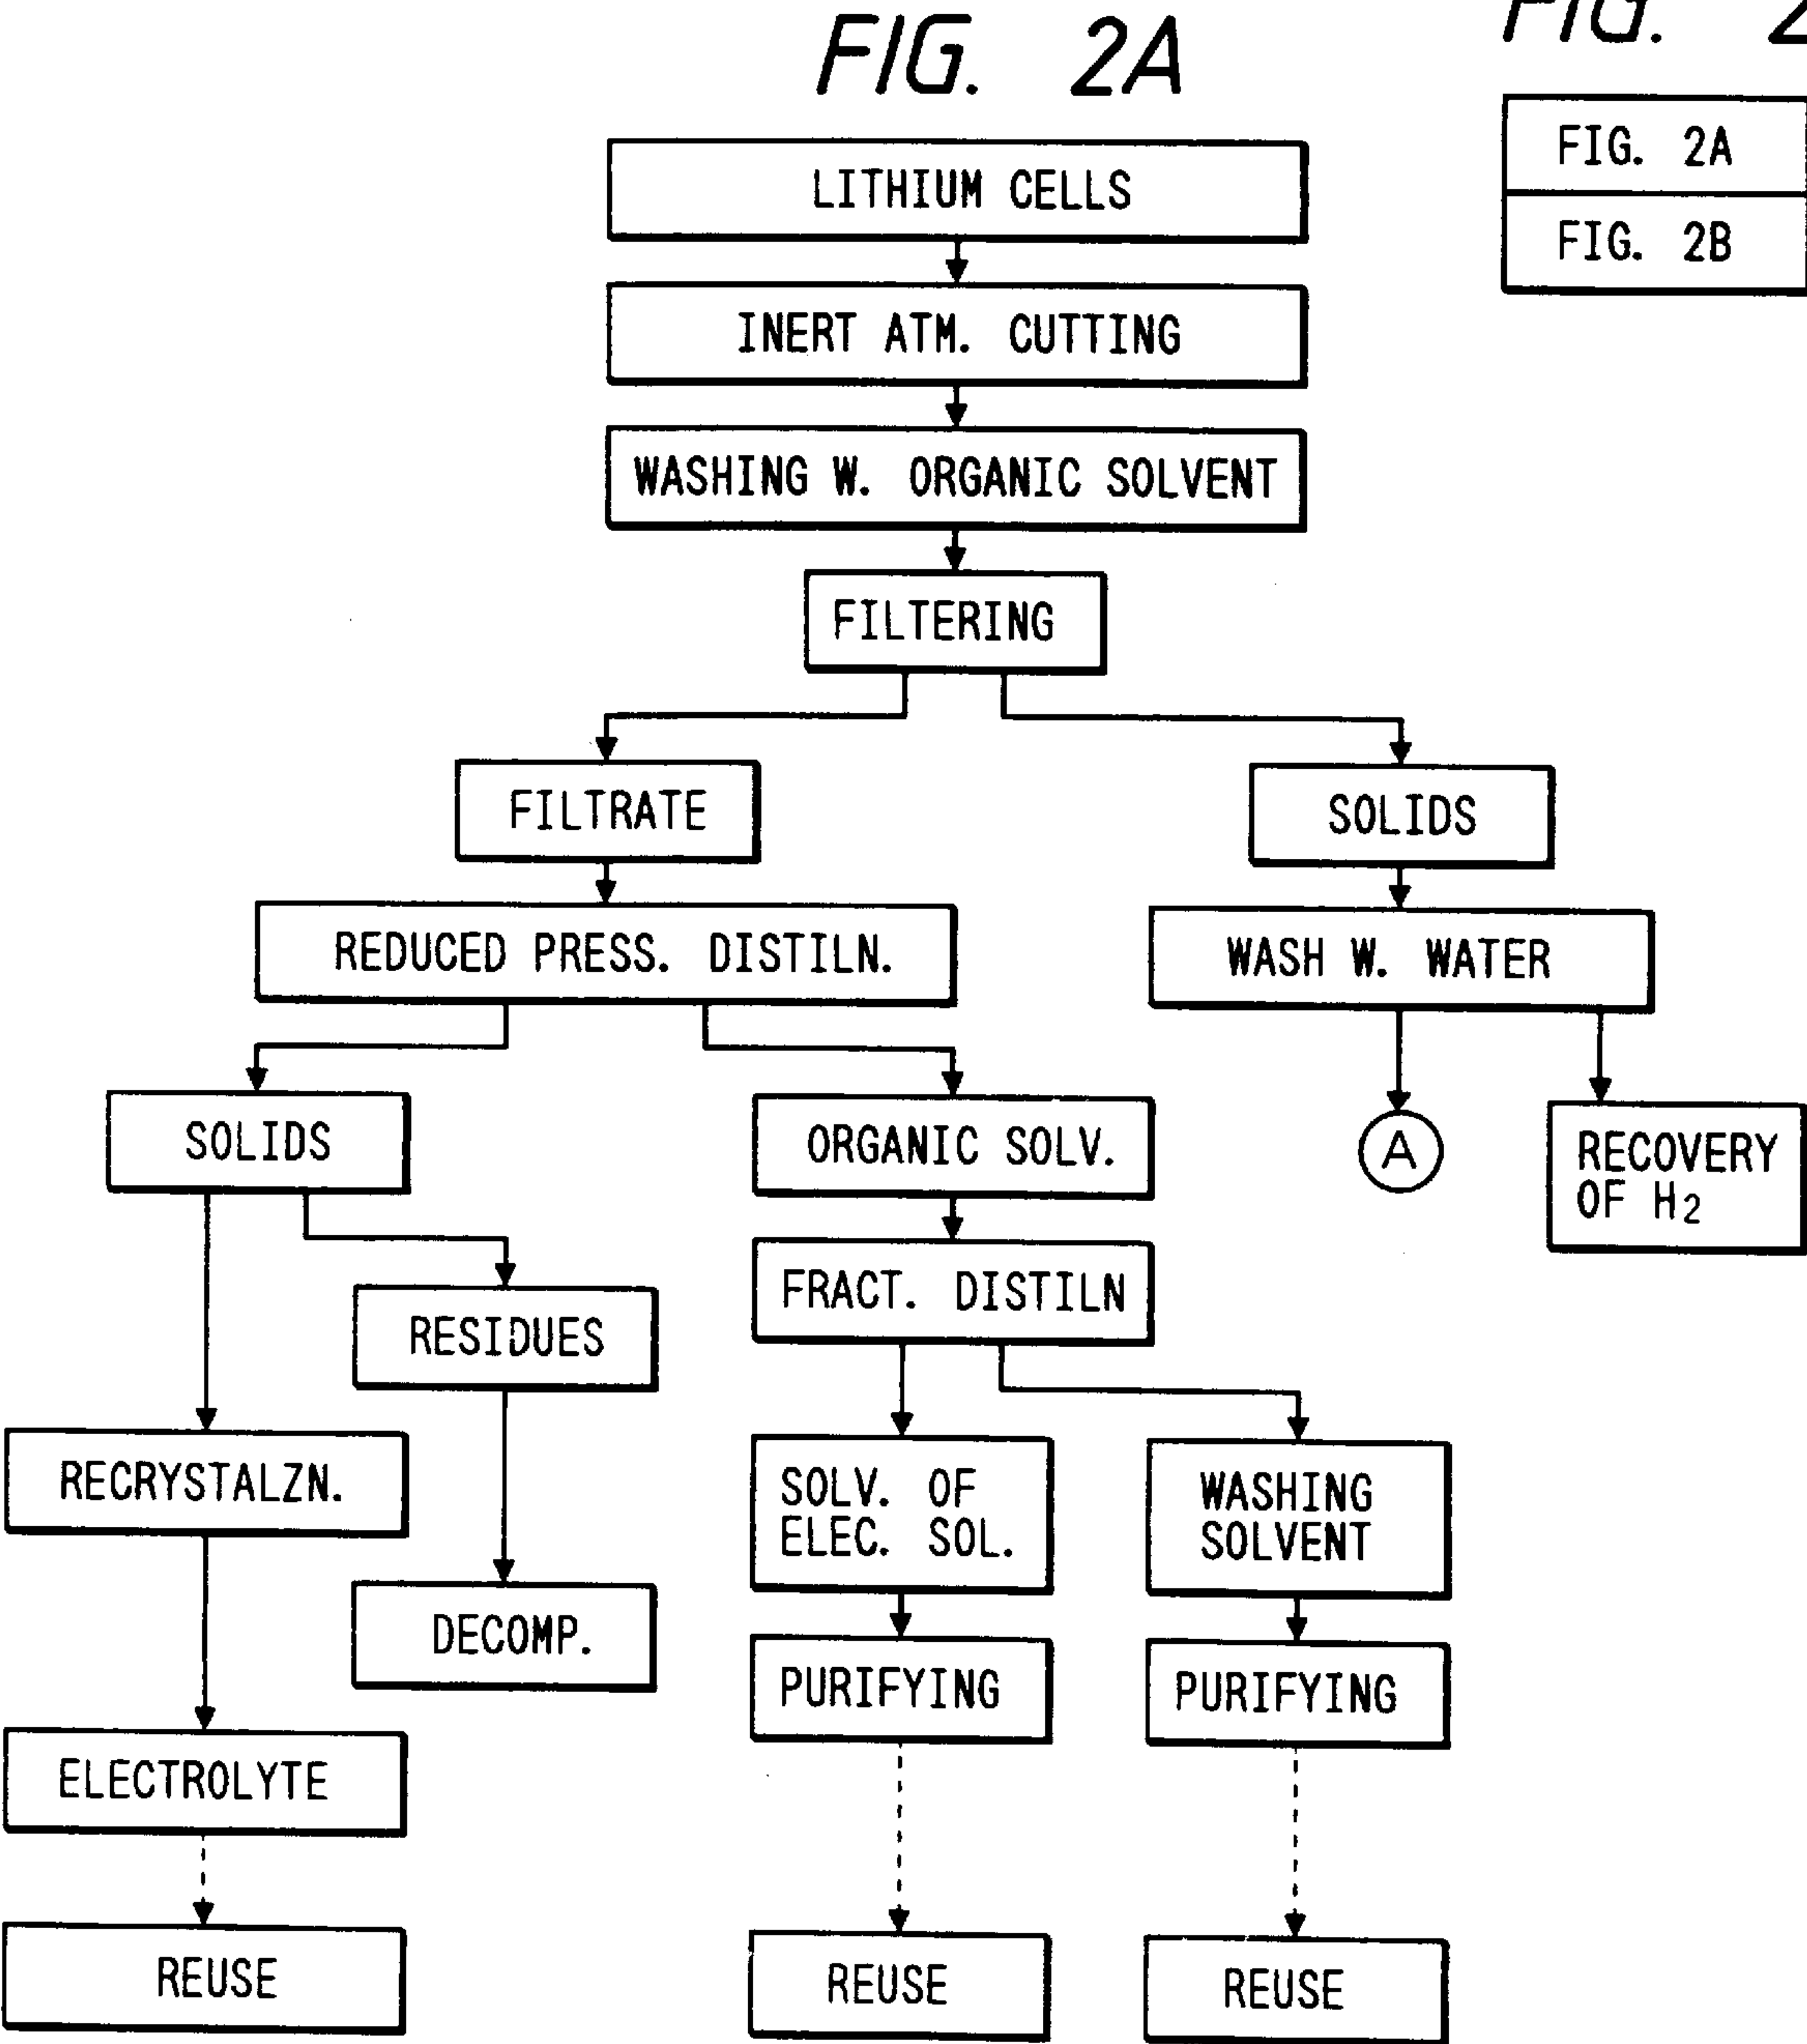 FIG. 2A
FIG. 2
FIG. 2A
FIG. 2B
LITHIUM CELLS
INERT ATM. CUTTING
WASHING W. ORGANIC SOLVENT
FILTERING
FILTRATE
SOLIDS
REDUCED PRESS. DISTILN.
WASH W. WATER
SOLIDS
ORGANIC SOLV.
A
RECOVERY
OF H2
FRACT. DISTILN
RESIDUES
RECRYSTALZN.
SOLV. OF
ELEC. SOL.
WASHING
SOLVENT
DECOMP.
PURIFYING
PURIFYING
ELECTROLYTE
REUSE
REUSE
REUSE